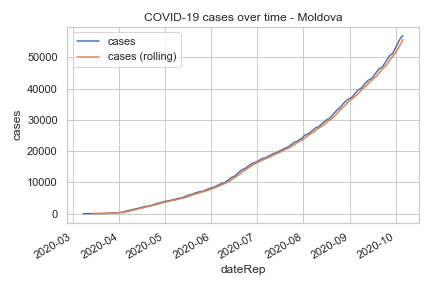 COVID-19 cases over time - Moldova
cases
cases (rolling)
50000
40000
30000
20000
10000
0
cases
2020-03
2020-04
2020-05
2020-06
2020-07
2020-08
2020-09
2020-10
dateRep